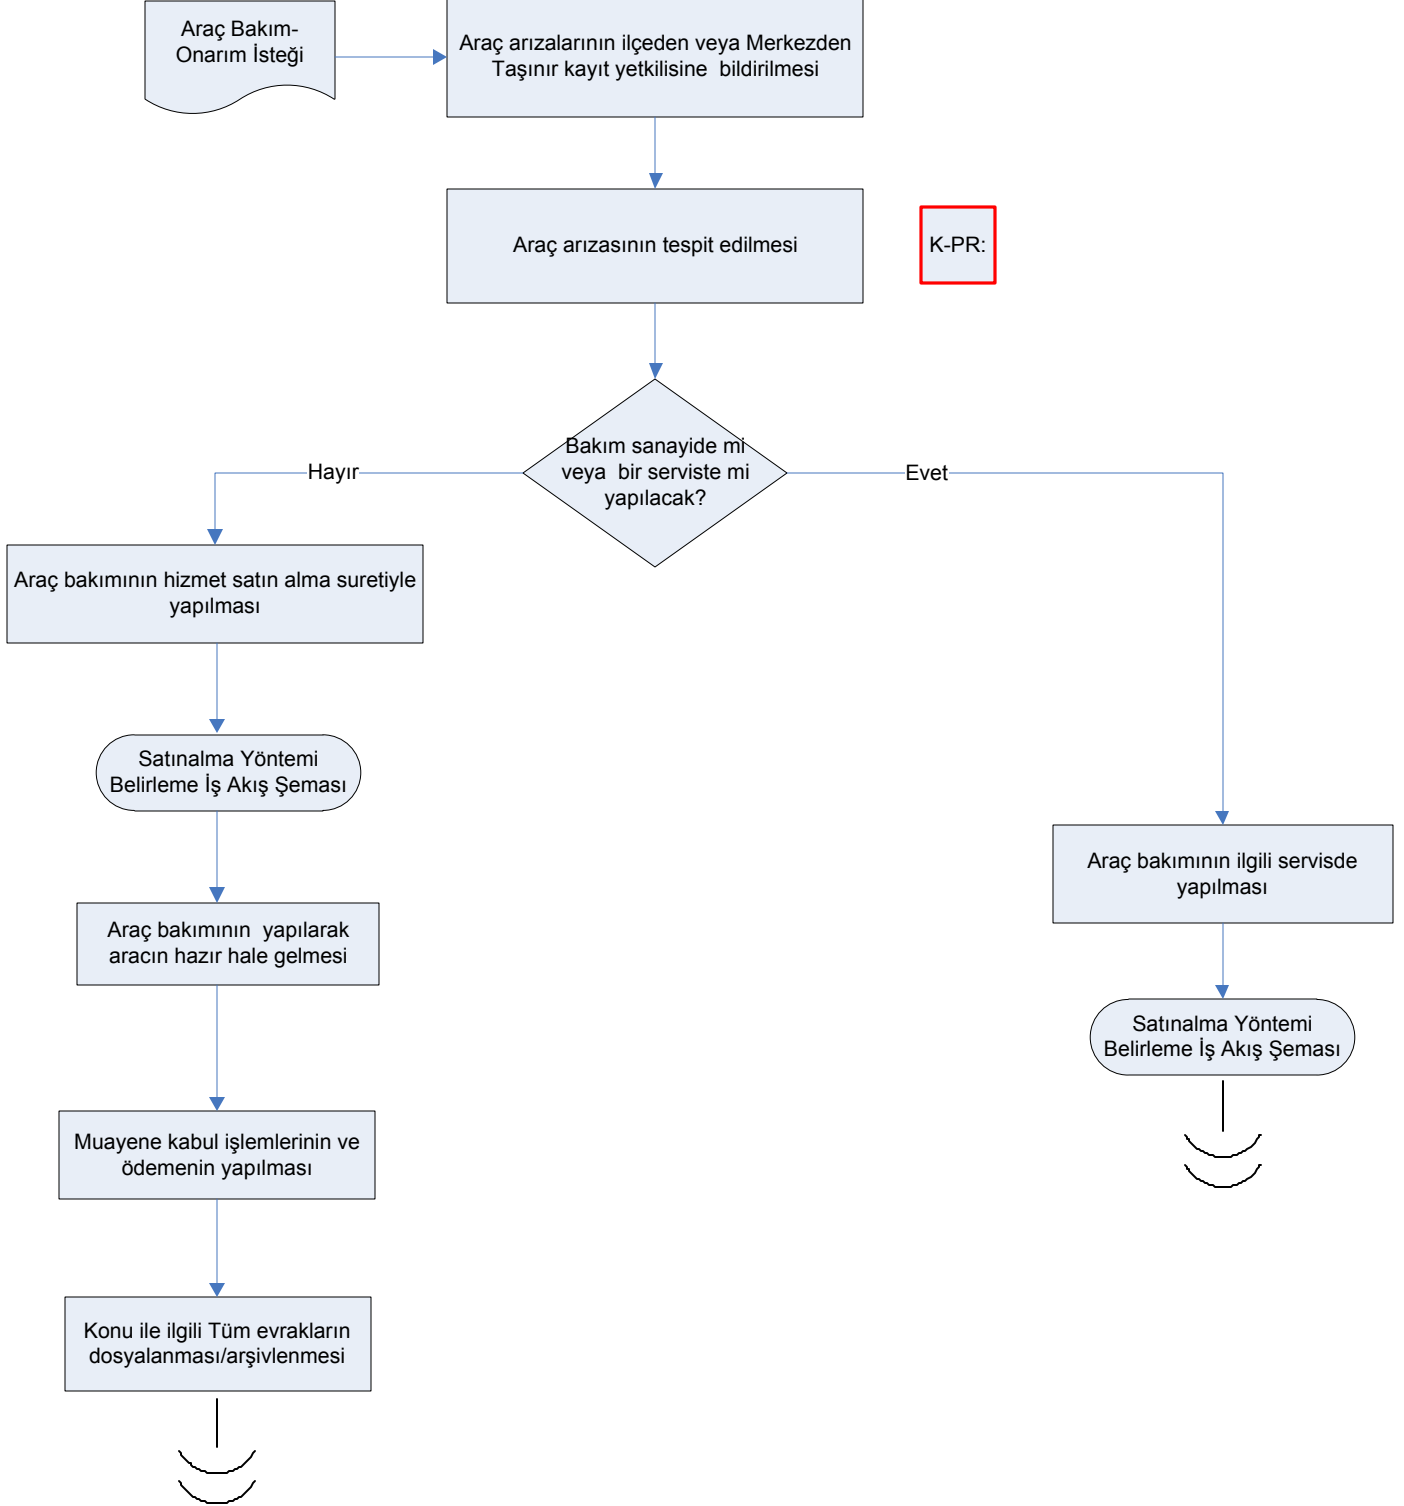 Araç Bakım-
Onarım İsteği
Araç arızalarının ilçeden veya Merkezden
Taşınır kayıt yetkilisine  bildirilmesi
Araç arızasının tespit edilmesi
K-PR:
Bakım sanayide mi
veya  bir serviste mi
yapılacak?
Hayır
Evet
Araç bakımının hizmet satın alma suretiyle
yapılması
Satınalma Yöntemi
Belirleme İş Akış Şeması
Araç bakımının  yapılarak
aracın hazır hale gelmesi
Muayene kabul işlemlerinin ve
ödemenin yapılması
Konu ile ilgili Tüm evrakların
dosyalanması/arşivlenmesi
Araç bakımının ilgili servisde
yapılması
Satınalma Yöntemi
Belirleme İş Akış Şeması